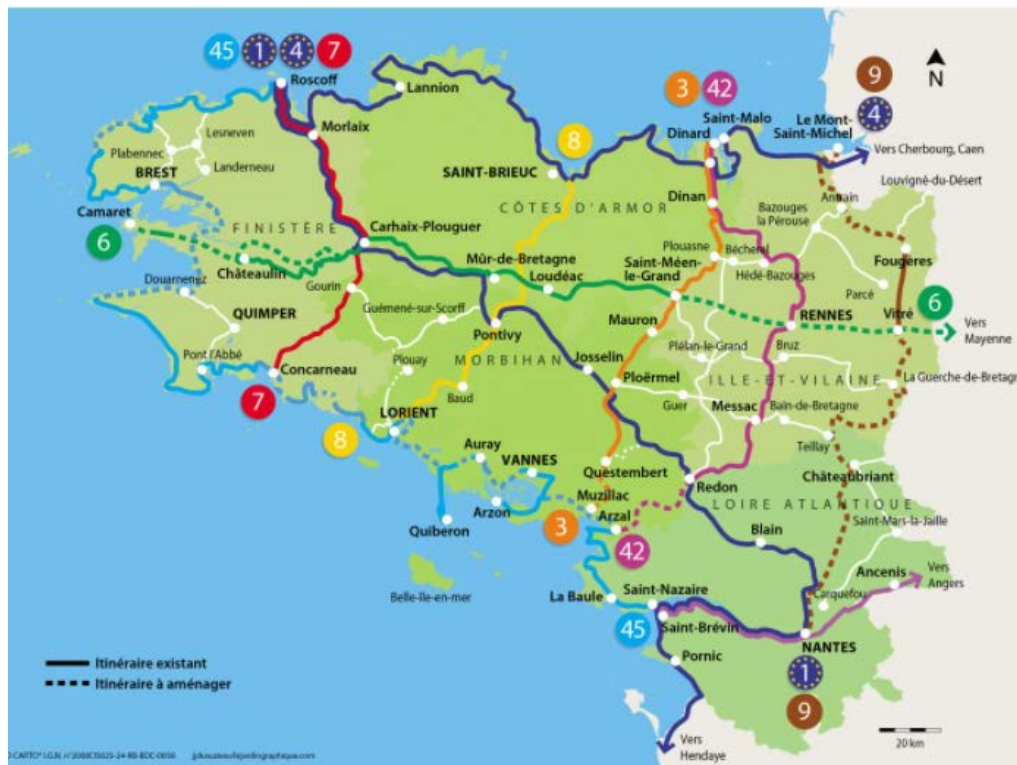 45 1 4 7
Roscoff
Lannion
Morlaix
Lesneven
Plabennec
Landerneau
BREST
Camaret
6
FINISTÈRE
Châteaulin
Carhaix-Plouguer
Douarnenez
QUIMPER
Gourin
Pont l'Abbé
Concarneau
7
SAINT-BRIEUC
8
CÔTES D'ARMOR
Mûr-de-Bretagne
Loudéac
Guémené-sur-Scorff
Pontivy
Plouay
MORBIHAN
Baud
LORIENT
8
Josselin
3 42
Saint-Malo
Dinard
Dinan
Le Mont-
Saint-Michel
9
4
N
Vers Cherbourg, Caen
Louvigné-du-Désert
Antrain
Bazouges
la Pérouse
Plouasne
Bécherel
Saint-Méen-
le-Grand
Hédé-Bazouges
Fougères
Parcé
6
Vers
Mayenne
Vitré
RENNES
Mauron
Plélan-le-Grand
Bruz
Ploërmel
ILLE-ET-VILAINE
La Guerche-de-Bretagne
Guer
Messac
Bain-de-Bretagne
Teillay
Auray
VANNES
Questembert
Redon
Châteaubriant
Quiberon
Arzon
Muzillac
Arzal
3
42
LOIRE ATLANTIQUE
Saint-Mars-la-Jaille
Blain
Belle-île-en-mer
La Baule
Saint-Nazaire
Ancenis
Vers
Angers
Carquefou
45
Saint-Brévin
NANTES
Pornic
1
9
Itinéraire existant
Itinéraire à aménager
Vers
Hendaye
20 km